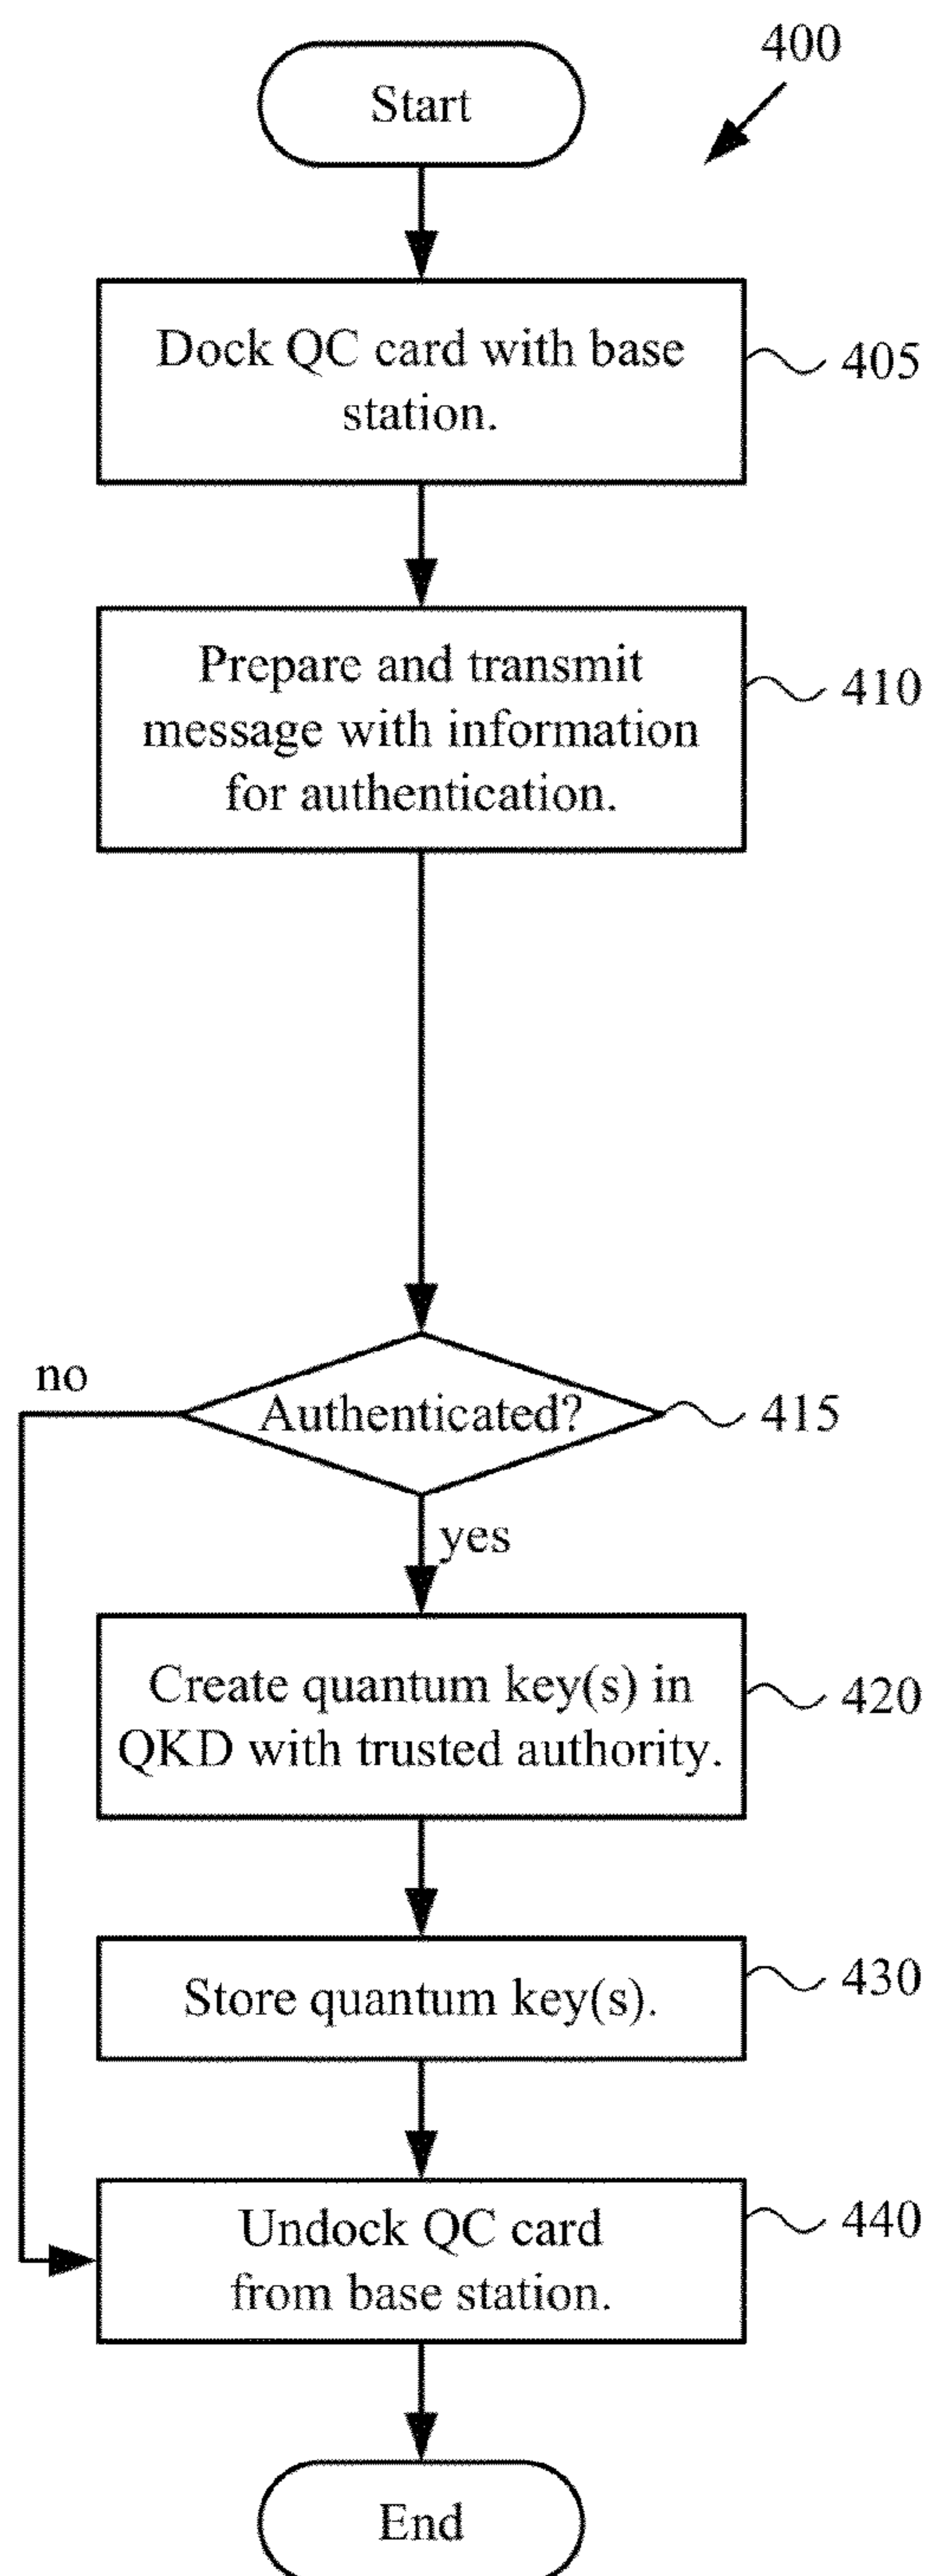 400
Start
Dock QC card with base
station.
405
Prepare and transmit
message with information
for authentication.
410
no
Authenticated?
415
yes
Create quantum key(s) in
QKD with trusted authority.
420
Store quantum key(s).
430
Undock QC card
from base station.
440
End